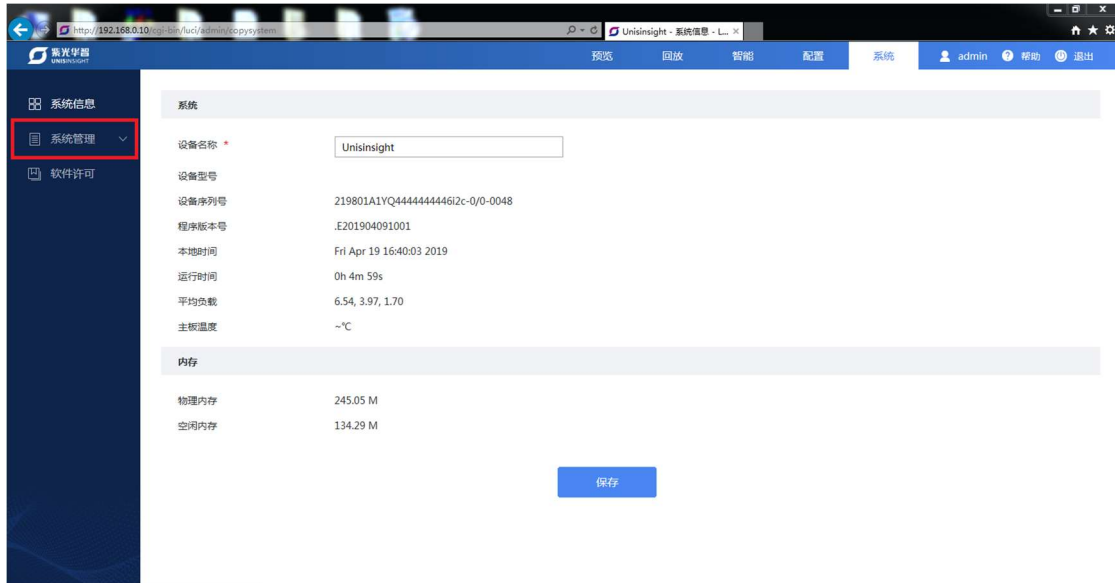 http://192.168.0.10/cgi-bin/luci/admin/copysystem
Unisinsight - 系统信息 - L...
紫光华智
UNISINSIGHT
预览 回放 智能 配置 系统 admin 帮助 退出
系统信息
系统管理
软件许可
系统
设备名称 * Unisinsight
设备型号
设备序列号 219801A1YQ4444444446i2c-0/0-0048
程序版本号 .E201904091001
本地时间 Fri Apr 19 16:40:03 2019
运行时间 0h 4m 59s
平均负载 6.54, 3.97, 1.70
主板温度 ~℃
内存
物理内存 245.05 M
空闲内存 134.29 M
保存